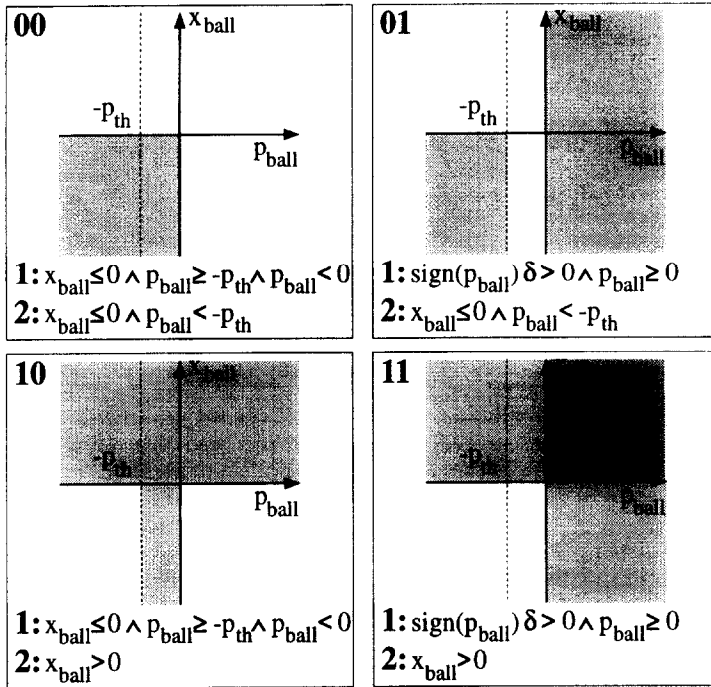 00
x_ball
-p_th
p_ball
1: x_ball ≤ 0 ∧ p_ball ≥ -p_th ∧ p_ball < 0
2: x_ball ≤ 0 ∧ p_ball < -p_th
01
x_ball
-p_th
p_ball
1: sign(p_ball) δ > 0 ∧ p_ball ≥ 0
2: x_ball ≤ 0 ∧ p_ball < -p_th
10
x_ball
-p_th
p_ball
1: x_ball ≤ 0 ∧ p_ball ≥ -p_th ∧ p_ball < 0
2: x_ball > 0
11
-p_th
p_ball
1: sign(p_ball) δ > 0 ∧ p_ball ≥ 0
2: x_ball > 0